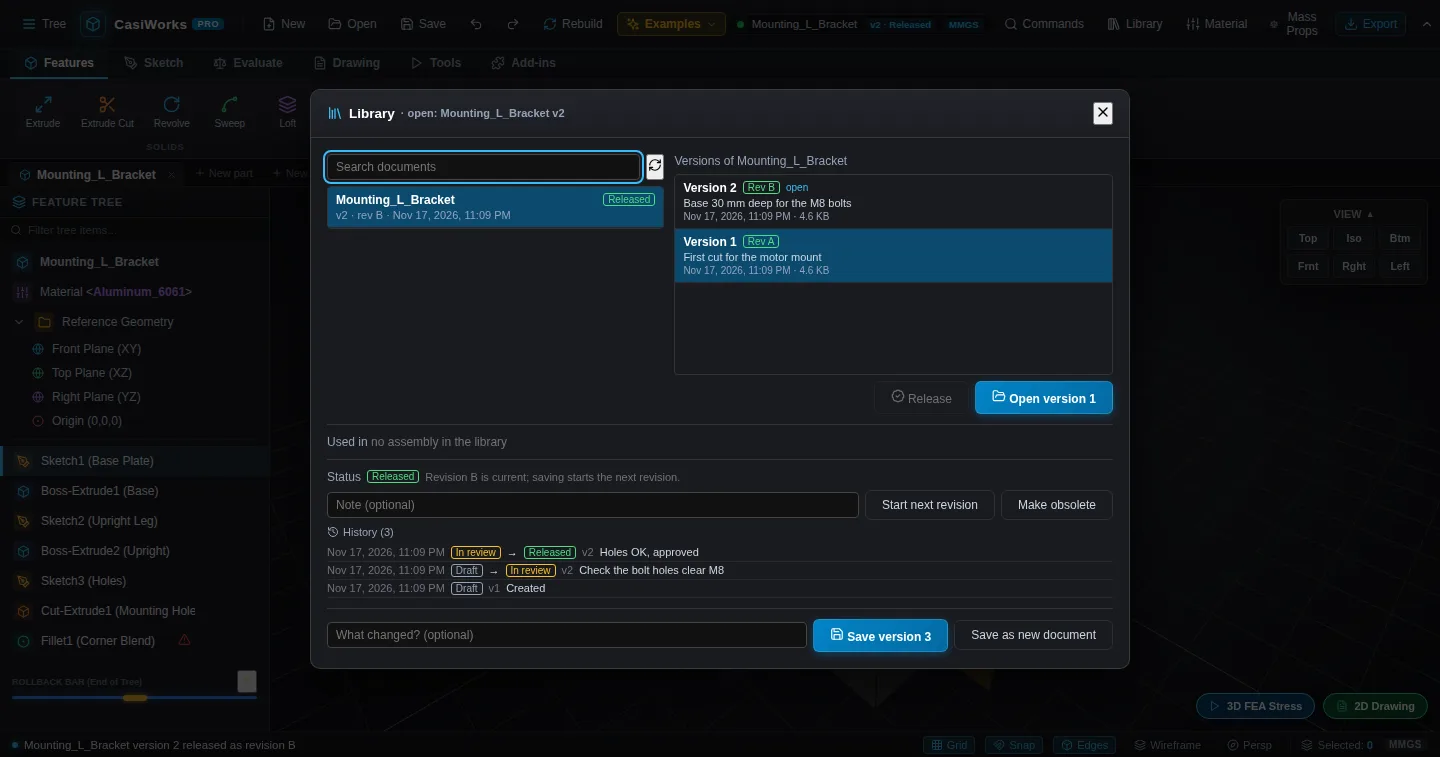 Tree
CasiWorks PRO
New
Open
Save
Rebuild
Examples
Mounting_L_Bracket v2 · Released MMGS
Commands
Library
Material
Mass Props
Export
Features
Sketch
Evaluate
Drawing
Tools
Add-ins
Extrude
Extrude Cut
Revolve
Sweep
Loft
SOLIDS
Mounting_L_Bracket ×
+ New part
+ New
FEATURE TREE
Filter tree items...
Mounting_L_Bracket
Material <Aluminum_6061>
Reference Geometry
Front Plane (XY)
Top Plane (XZ)
Right Plane (YZ)
Origin (0,0,0)
Sketch1 (Base Plate)
Boss-Extrude1 (Base)
Sketch2 (Upright Leg)
Boss-Extrude2 (Upright)
Sketch3 (Holes)
Cut-Extrude1 (Mounting Hole
Fillet1 (Corner Blend)
ROLLBACK BAR (End of Tree)
Library · open: Mounting_L_Bracket v2
Search documents
Mounting_L_Bracket Released
v2 · rev B · Nov 17, 2026, 11:09 PM
Versions of Mounting_L_Bracket
Version 2 Rev B open
Base 30 mm deep for the M8 bolts
Nov 17, 2026, 11:09 PM · 4.6 KB
Version 1 Rev A
First cut for the motor mount
Nov 17, 2026, 11:09 PM · 4.6 KB
Release
Open version 1
Used in no assembly in the library
Status Released Revision B is current; saving starts the next revision.
Note (optional)
Start next revision
Make obsolete
History (3)
Nov 17, 2026, 11:09 PM In review → Released v2 Holes OK, approved
Nov 17, 2026, 11:09 PM Draft → In review v2 Check the bolt holes clear M8
Nov 17, 2026, 11:09 PM Draft v1 Created
What changed? (optional)
Save version 3
Save as new document
VIEW ▲
Top Iso Btm
Frnt Rght Left
3D FEA Stress
2D Drawing
Mounting_L_Bracket version 2 released as revision B
Grid
Snap
Edges
Wireframe
Persp
Selected: 0
MMGS